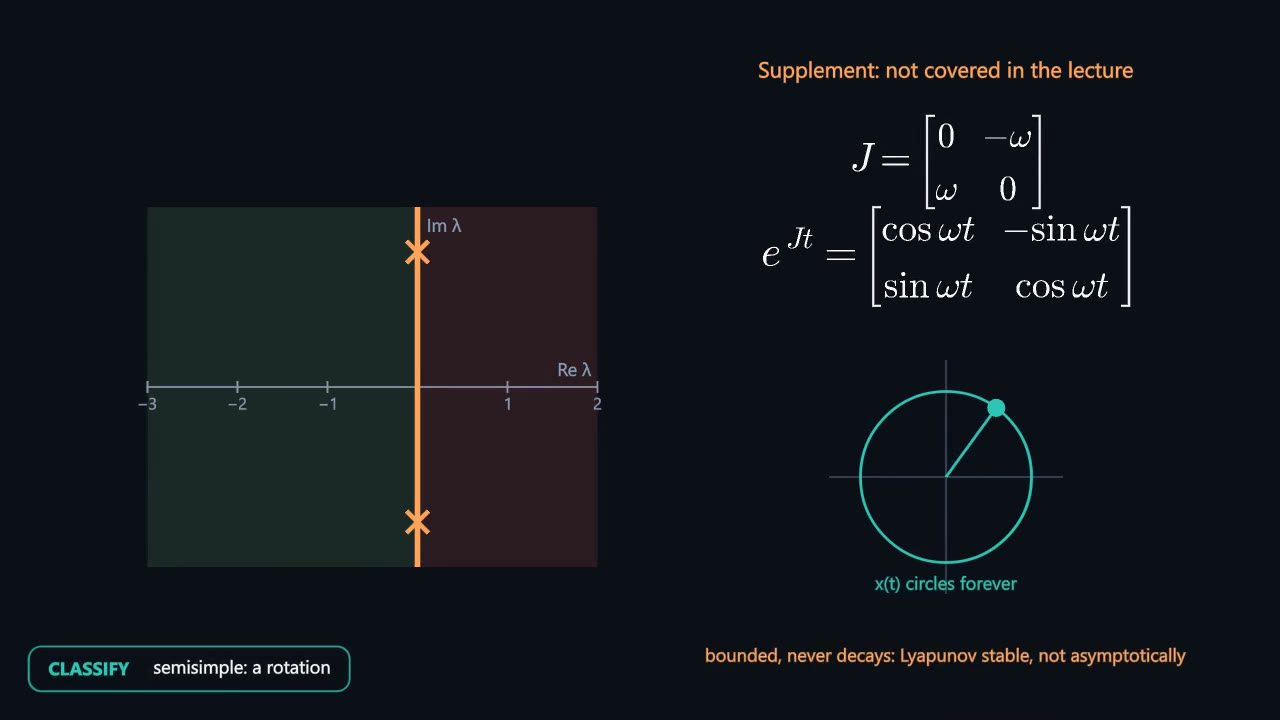 Supplement: not covered in the lecture
J = [0 −ω
ω 0]
e^{Jt} = [cos ωt −sin ωt
sin ωt cos ωt]
Im λ
Re λ
−3 −2 −1 1 2
x(t) circles forever
bounded, never decays: Lyapunov stable, not asymptotically
CLASSIFY semisimple: a rotation